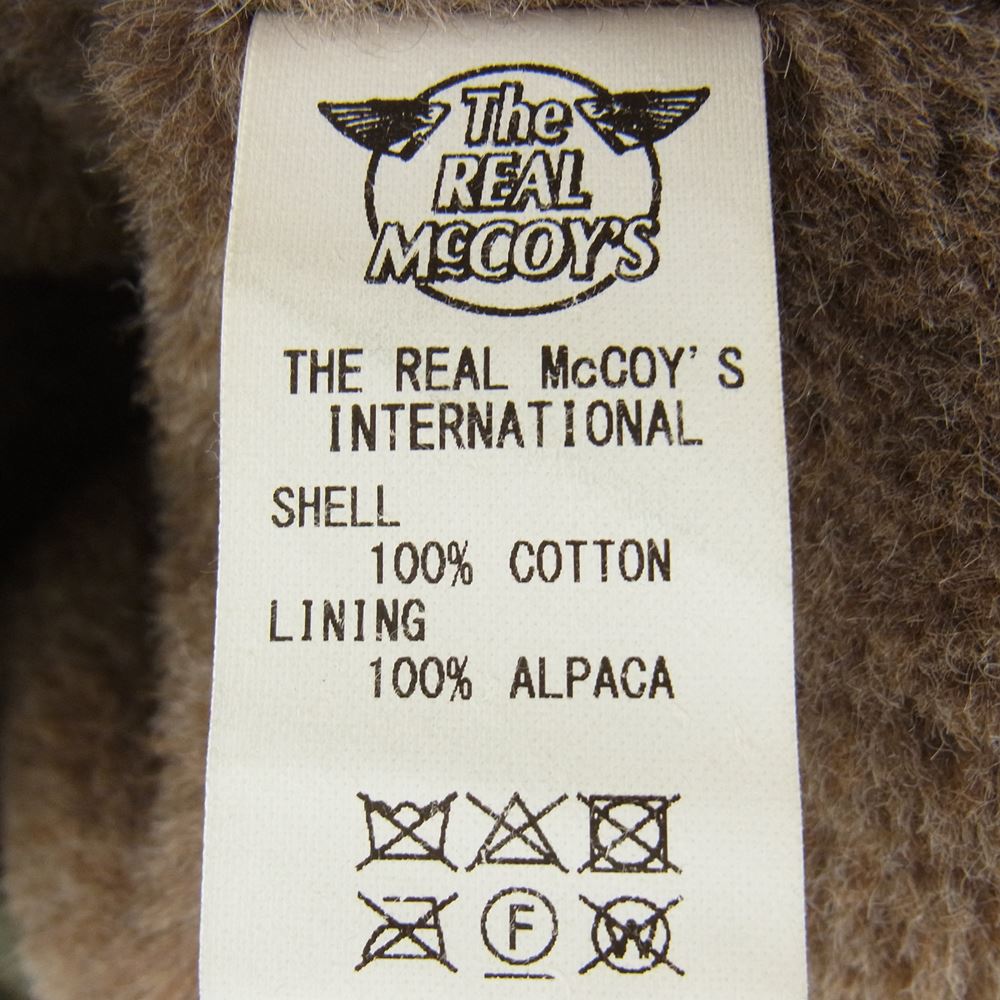 The
REAL
McCOY'S
THE REAL McCOY'S
INTERNATIONAL
SHELL
100% COTTON
LINING
100% ALPACA
F W